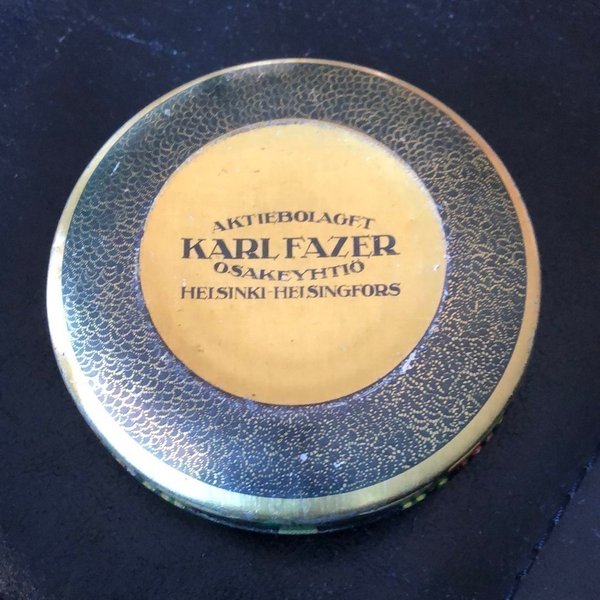 AKTIEBOLAGET
KARL FAZER
OSAKEYHTIÖ
HELSINKI-HELSINGFORS